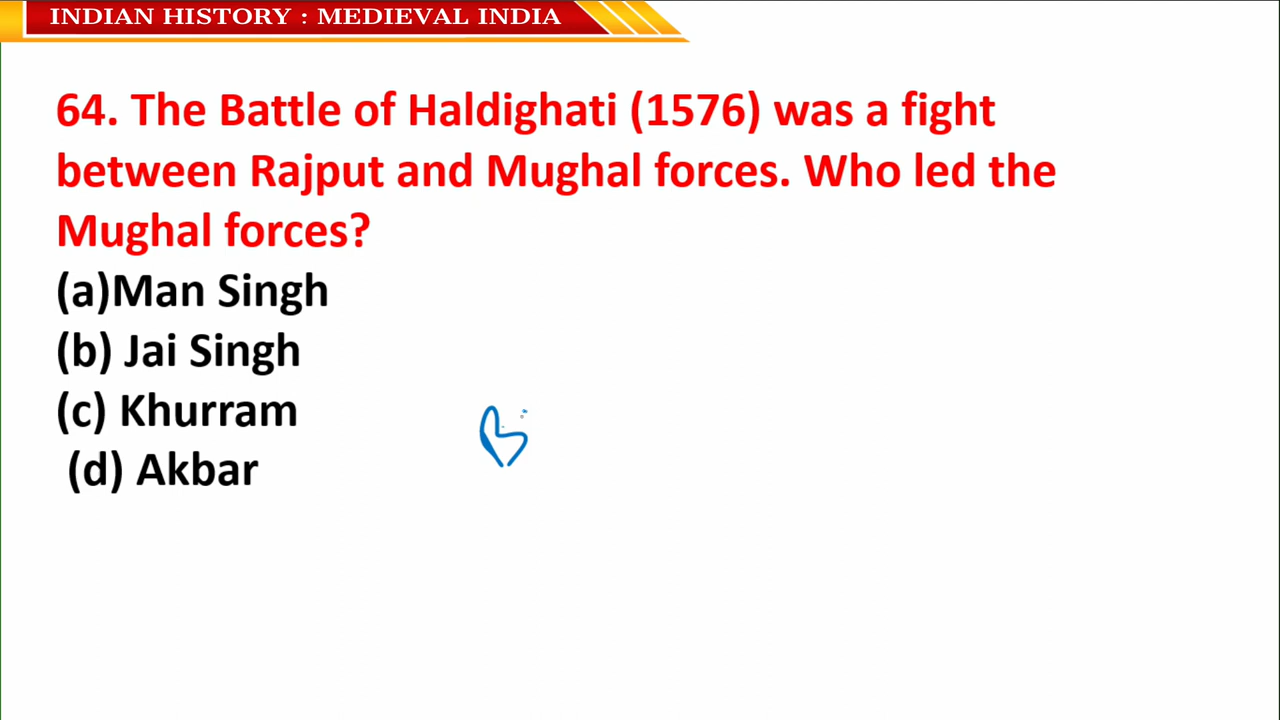 INDIAN HISTORY : MEDIEVAL INDIA
64. The Battle of Haldighati (1576) was a fight
between Rajput and Mughal forces. Who led the
Mughal forces?
(a)Man Singh
(b) Jai Singh
(c) Khurram
(d) Akbar